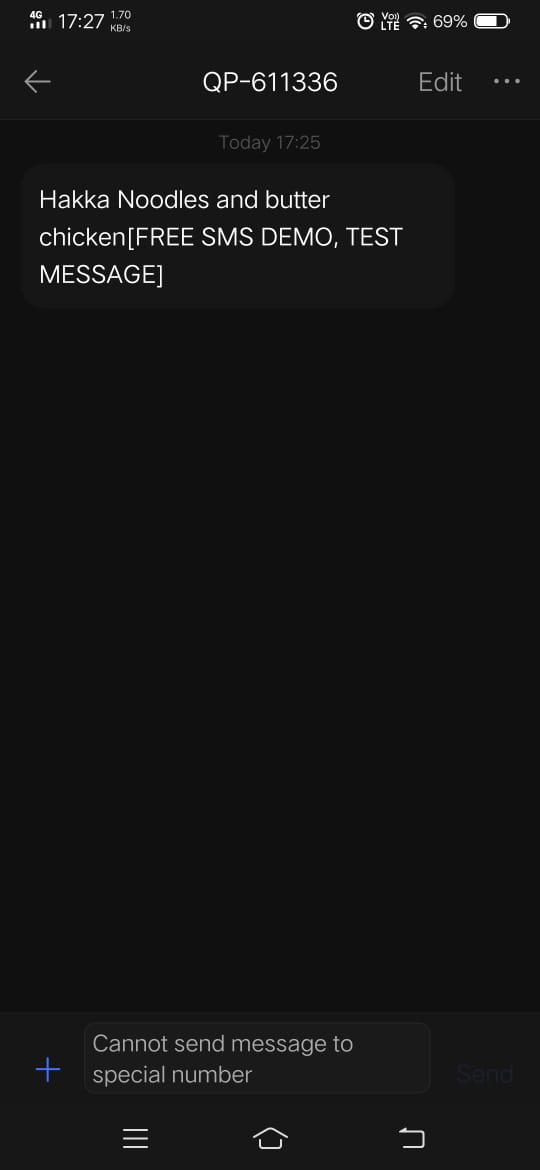 4G 17:27 1.70 KB/s Vo) LTE 69%
QP-611336 Edit
Today 17:25
Hakka Noodles and butter
chicken[FREE SMS DEMO, TEST
MESSAGE]
Cannot send message to
special number
Send